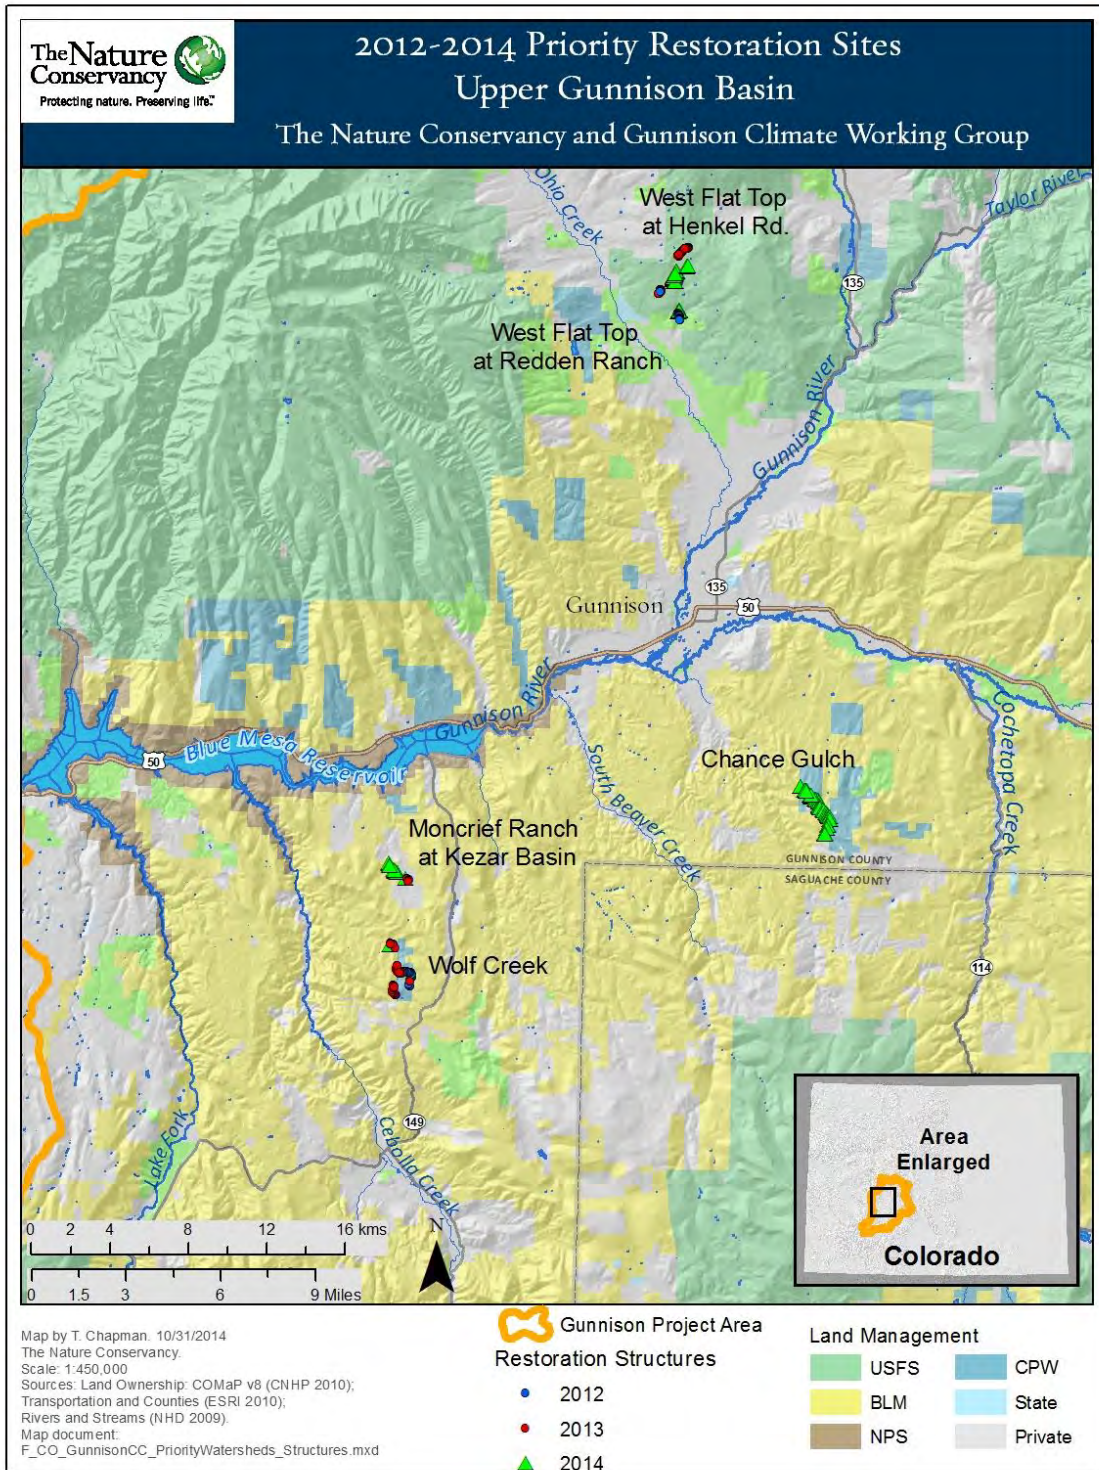 The Nature
Conservancy
Protecting nature. Preserving life.™
2012-2014 Priority Restoration Sites
Upper Gunnison Basin
The Nature Conservancy and Gunnison Climate Working Group
Ohio Creek
West Flat Top
at Henkel Rd.
Taylor River
135
West Flat Top
at Redden Ranch
Gunnison River
135
Gunnison
50
Gunnison River
Blue Mesa Reservoir
50
South Beaver Creek
Chance Gulch
Cochetopa Creek
Moncrief Ranch
at Kezar Basin
GUNNISON COUNTY
SAGUACHE COUNTY
Wolf Creek
114
149
Lake Fork
Cebolla Creek
Area
Enlarged
Colorado
0 2 4 8 12 16 kms
N
0 1.5 3 6 9 Miles
Map by T. Chapman. 10/31/2014
The Nature Conservancy.
Scale: 1:450,000
Sources: Land Ownership: COMaP v8 (CNHP 2010);
Transportation and Counties (ESRI 2010);
Rivers and Streams (NHD 2009).
Map document:
F_CO_GunnisonCC_PriorityWatersheds_Structures.mxd
Gunnison Project Area
Restoration Structures
2012
2013
2014
Land Management
USFS
BLM
NPS
CPW
State
Private